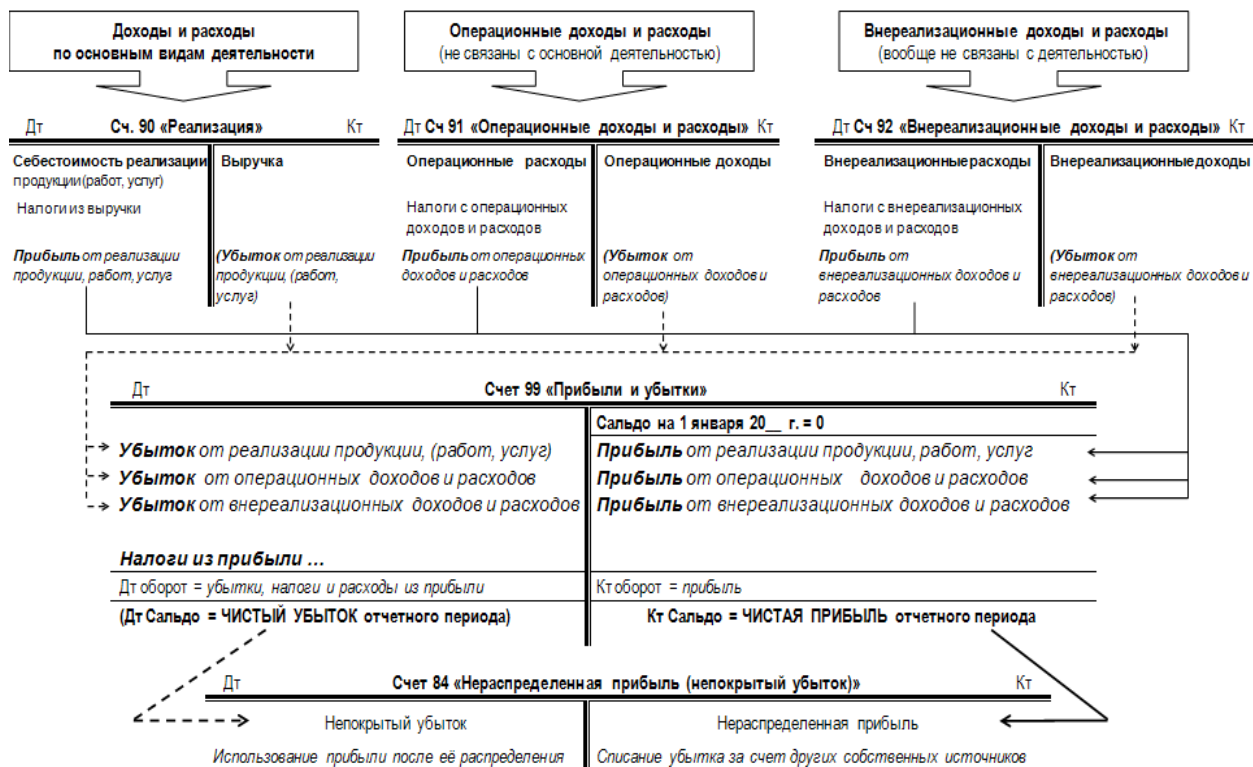 Доходы и расходы
по основным видам деятельности
Операционные доходы и расходы
(не связаны с основной деятельностью)
Внереализационные доходы и расходы
(вообще не связаны с деятельностью)
Дт Сч. 90 «Реализация» Кт
Себестоимость реализации
продукции(работ, услуг)
Налоги из выручки
Прибыль от реализации
продукции, работ, услуг
Выручка
(Убыток от реализации
продукции, (работ,
услуг)
Дт Сч 91 «Операционные доходы и расходы» Кт
Операционные расходы
Налоги с операционных
доходов и расходов
Прибыль от операционных
доходов и расходов
Операционные доходы
(Убыток от
операционных доходов и
расходов)
Дт Сч 92 «Внереализационные доходы и расходы» Кт
Внереализационные расходы
Налоги с внереализационных
доходов и расходов
Прибыль от
внереализационных доходов и
расходов
Внереализационные доходы
(Убыток от
внереализационных доходов и
расходов)
Дт Счет 99 «Прибыли и убытки» Кт
Сальдо на 1 января 20__ г. = 0
Убыток от реализации продукции, (работ, услуг)
Прибыль от реализации продукции, работ, услуг
Убыток от операционных доходов и расходов
Прибыль от операционных доходов и расходов
Убыток от внереализационных доходов и расходов
Прибыль от внереализационных доходов и расходов
Налоги из прибыли ...
Дт оборот = убытки, налоги и расходы из прибыли
Кт оборот = прибыль
(Дт Сальдо = ЧИСТЫЙ УБЫТОК отчетного периода)
Кт Сальдо = ЧИСТАЯ ПРИБЫЛЬ отчетного периода
Дт Счет 84 «Нераспределенная прибыль (непокрытый убыток)» Кт
Непокрытый убыток
Нераспределенная прибыль
Использование прибыли после её распределения
Списание убытка за счет других собственных источников